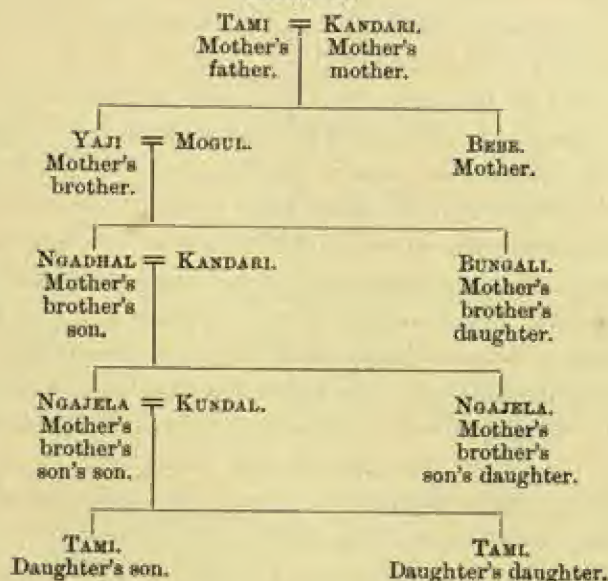 TAMI = KANDARI.
Mother's Mother's
father. mother.
YAJI = MOGUL. BEBE.
Mother's Mother.
brother.
NGADHAL = KANDARI. BUNGALI.
Mother's Mother's
brother's brother's
son. daughter.
NGAJELA = KUNDAL. NGAJELA.
Mother's Mother's
brother's brother's
son's son. son's daughter.
TAMI. TAMI.
Daughter's son. Daughter's daughter.